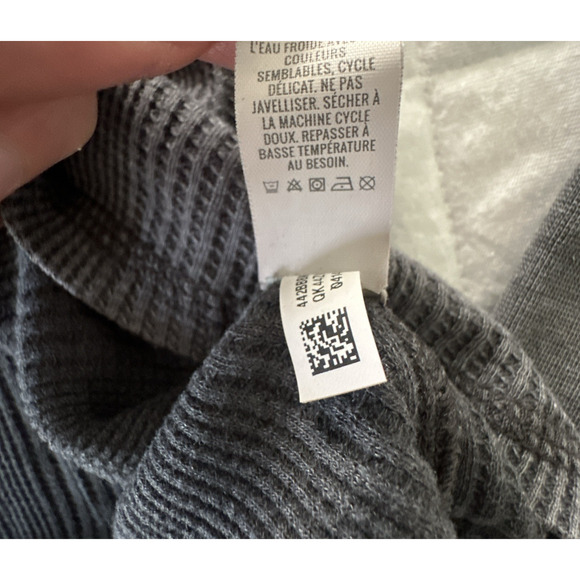 L'EAU FROIDE
COULEURS
SEMBLABLES, CYCLE
DÉLICAT. NE PAS
JAVELLISER. SÉCHER À
LA MACHINE CYCLE
DOUX. REPASSER À
BASSE TEMPÉRATURE
AU BESOIN.